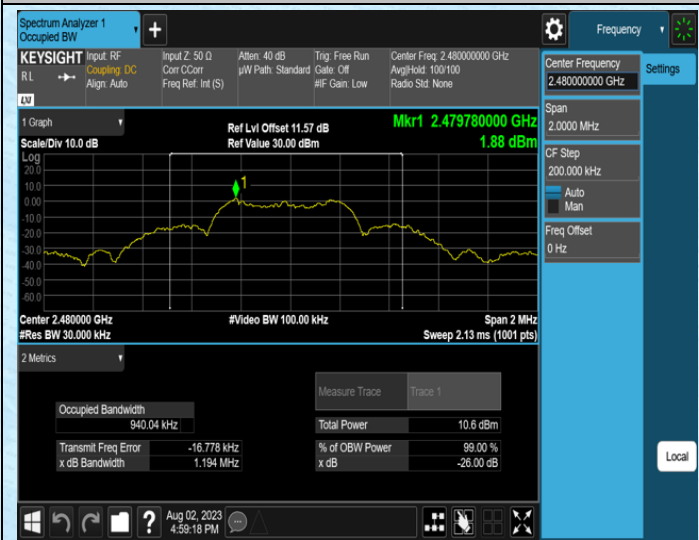 Spectrum Analyzer 1
Occupied BW
Frequency
KEYSIGHT
RL
LXI
Input: RF
Coupling: DC
Align: Auto
Input Z: 50 Ω
Corr CCorr
Freq Ref: Int (S)
Atten: 40 dB
µW Path: Standard
Trig: Free Run
Gate: Off
#IF Gain: Low
Center Freq: 2.480000000 GHz
Avg|Hold: 100/100
Radio Std: None
Center Frequency
2.480000000 GHz
Settings
Span
2.0000 MHz
CF Step
200.000 kHz
Auto
Man
Freq Offset
0 Hz
Local
1 Graph
Scale/Div 10.0 dB
Ref Lvl Offset 11.57 dB
Ref Value 30.00 dBm
Mkr1 2.479780000 GHz
1.88 dBm
Log
20.0
10.0
0.00
-10.0
-20.0
-30.0
-40.0
-50.0
-60.0
1
Center 2.480000 GHz
#Res BW 30.000 kHz
#Video BW 100.00 kHz
Span 2 MHz
Sweep 2.13 ms (1001 pts)
2 Metrics
Measure Trace Trace 1
Occupied Bandwidth
940.04 kHz
Total Power 10.6 dBm
Transmit Freq Error -16.778 kHz
% of OBW Power 99.00 %
x dB Bandwidth 1.194 MHz
x dB -26.00 dB
Aug 02, 2023
4:59:18 PM